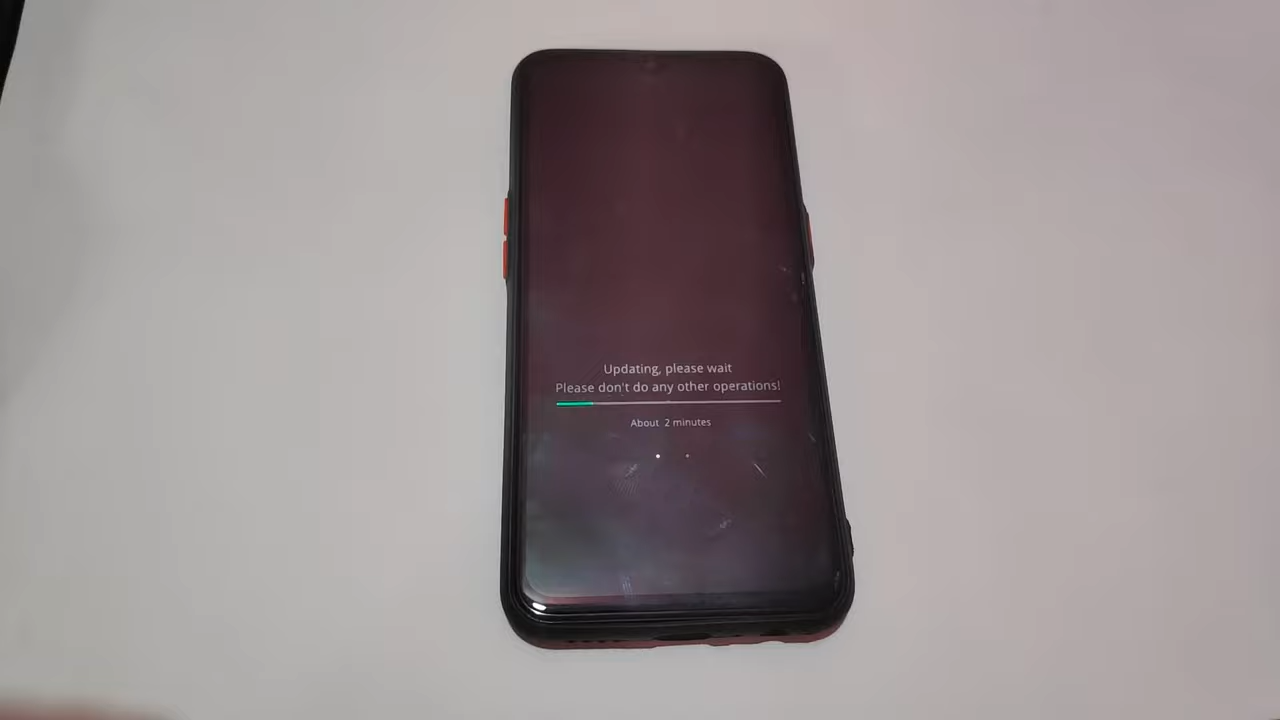 Updating, please wait
Please don't do any other operations!
About 2 minutes